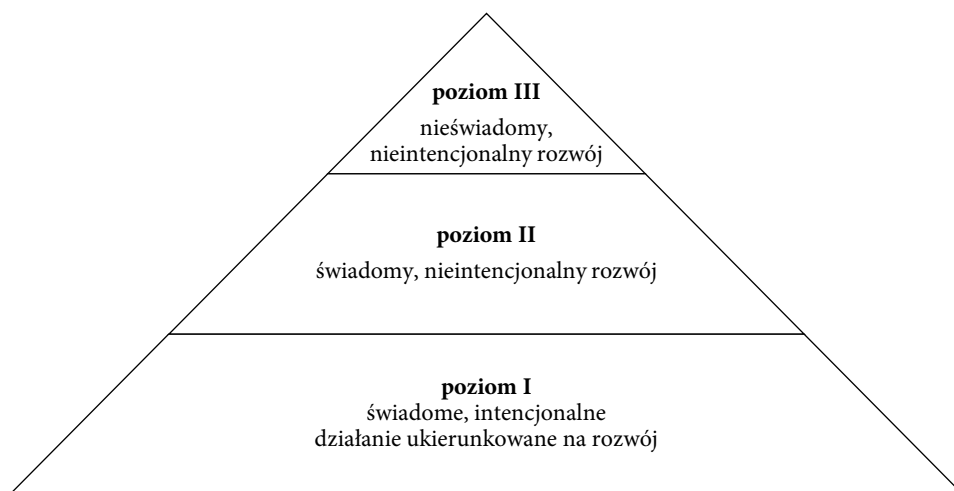 poziom III
nieświadomy,
nieintencjonalny rozwój
poziom II
świadomy, nieintencjonalny rozwój
poziom I
świadome, intencjonalne
działanie ukierunkowane na rozwój